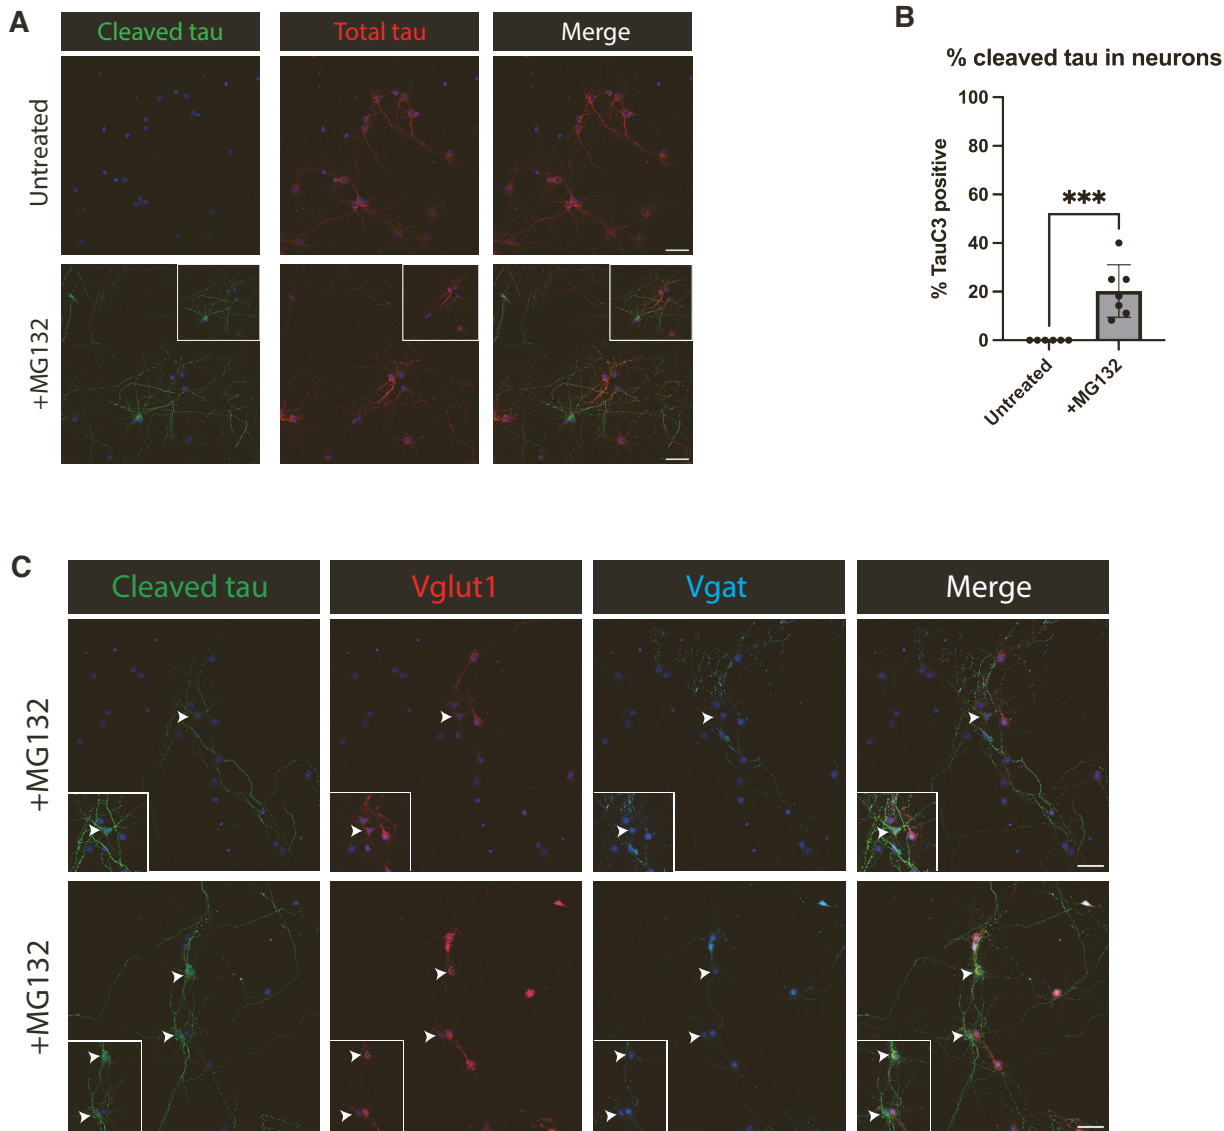 A
Cleaved tau
Total tau
Merge
Untreated
+MG132
B
% cleaved tau in neurons
% TauC3 positive
100
80
60
40
20
0
***
Untreated
+MG132
C
Cleaved tau
Vglut1
Vgat
Merge
+MG132
+MG132